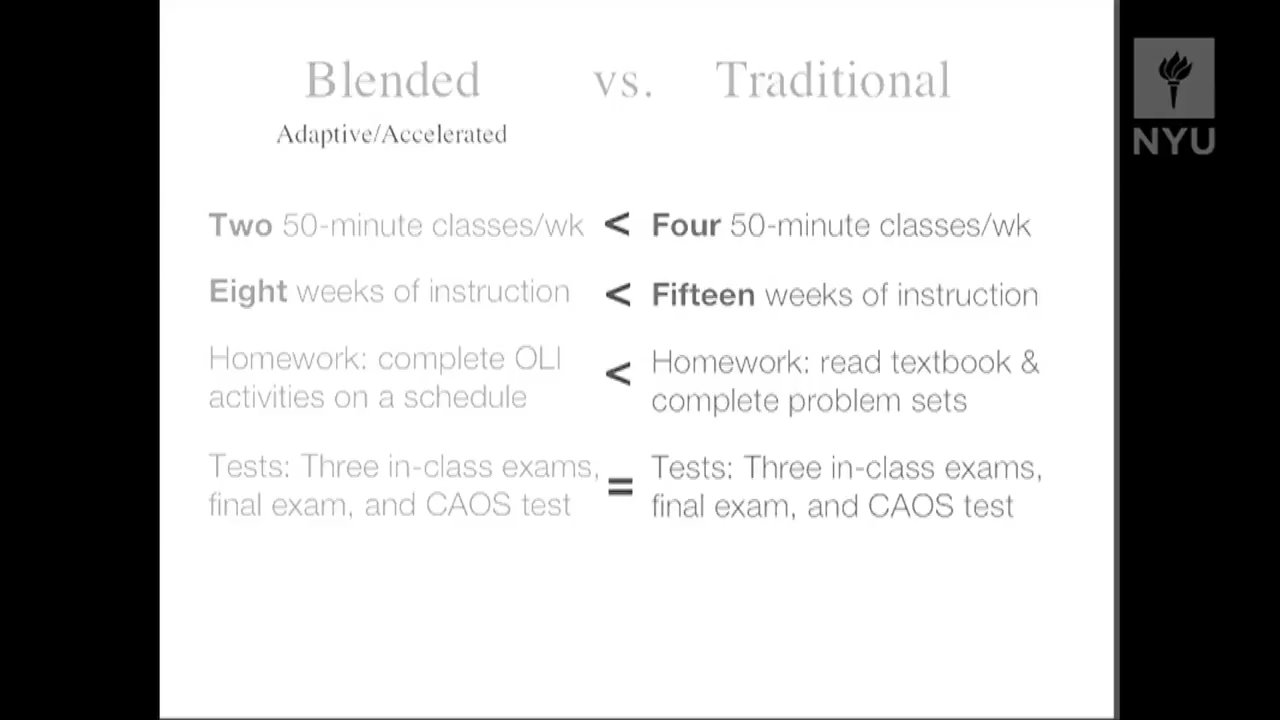 Blended vs. Traditional
Adaptive/Accelerated
Two 50-minute classes/wk < Four 50-minute classes/wk
Eight weeks of instruction < Fifteen weeks of instruction
Homework: complete OLI
activities on a schedule
<
Homework: read textbook &
complete problem sets
Tests: Three in-class exams,
final exam, and CAOS test
=
Tests: Three in-class exams,
final exam, and CAOS test
NYU